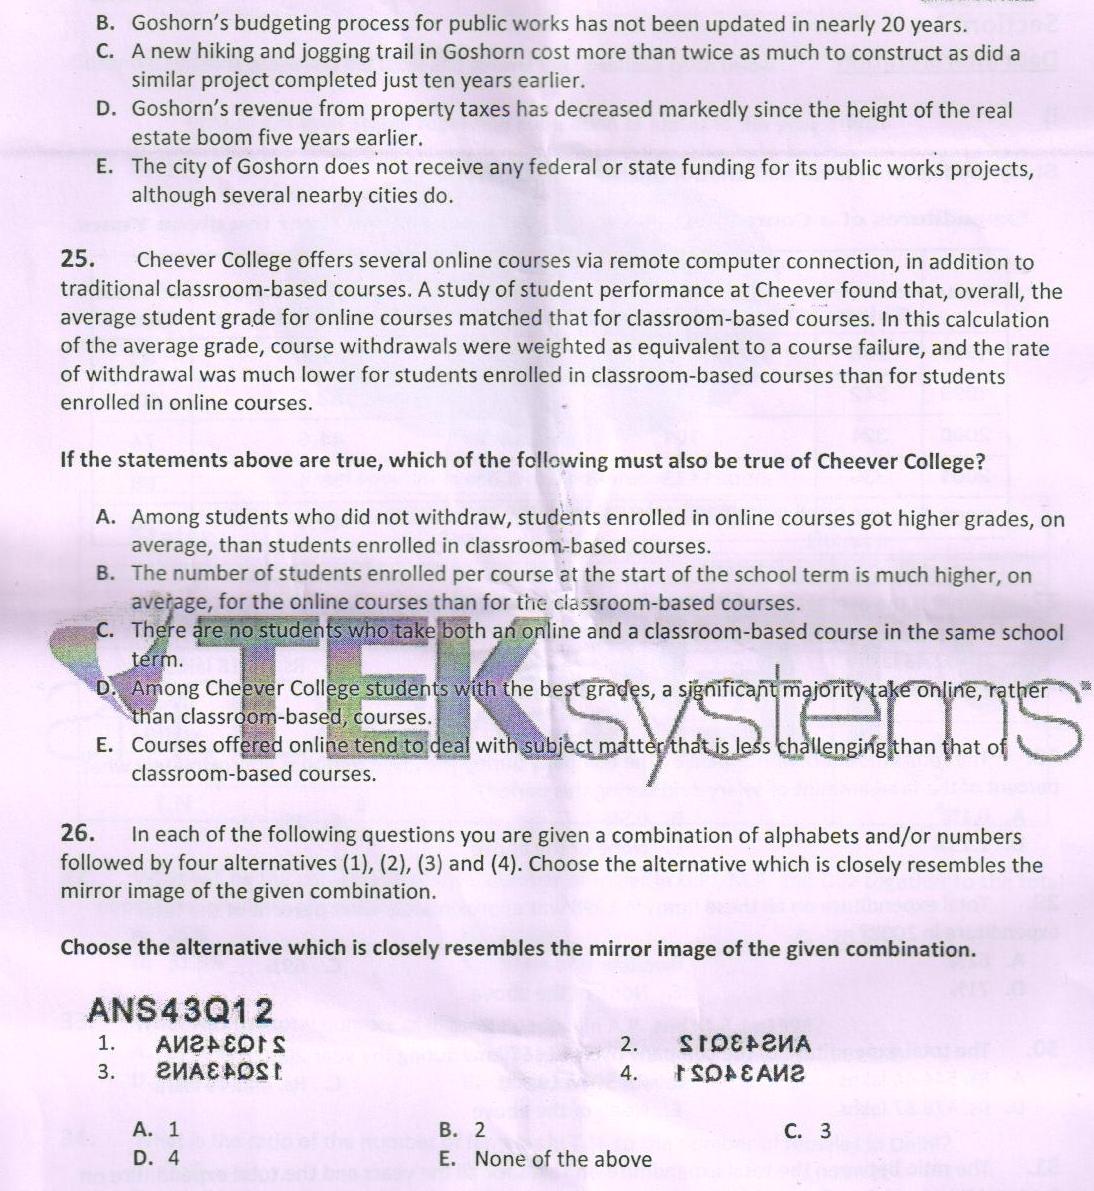 B. Goshorn's budgeting process for public works has not been updated in nearly 20 years.
C. A new hiking and jogging trail in Goshorn cost more than twice as much to construct as did a
similar project completed just ten years earlier.
D. Goshorn's revenue from property taxes has decreased markedly since the height of the real
estate boom five years earlier.
E. The city of Goshorn does not receive any federal or state funding for its public works projects,
although several nearby cities do.
25. Cheever College offers several online courses via remote computer connection, in addition to
traditional classroom-based courses. A study of student performance at Cheever found that, overall, the
average student grade for online courses matched that for classroom-based courses. In this calculation
of the average grade, course withdrawals were weighted as equivalent to a course failure, and the rate
of withdrawal was much lower for students enrolled in classroom-based courses than for students
enrolled in online courses.
If the statements above are true, which of the following must also be true of Cheever College?
A. Among students who did not withdraw, students enrolled in online courses got higher grades, on
average, than students enrolled in classroom-based courses.
B. The number of students enrolled per course at the start of the school term is much higher, on
average, for the online courses than for the classroom-based courses.
C. There are no students who take both an online and a classroom-based course in the same school
term.
TEKsystems
D. Among Cheever College students with the best grades, a significant majority take online, rather
than classroom-based, courses.
E. Courses offered online tend to deal with subject matter that is less challenging than that of
classroom-based courses.
26. In each of the following questions you are given a combination of alphabets and/or numbers
followed by four alternatives (1), (2), (3) and (4). Choose the alternative which is closely resembles the
mirror image of the given combination.
Choose the alternative which is closely resembles the mirror image of the given combination.
ANS43Q12
1. 2.
3. 4.
A. 1 B. 2 C. 3
D. 4 E. None of the above